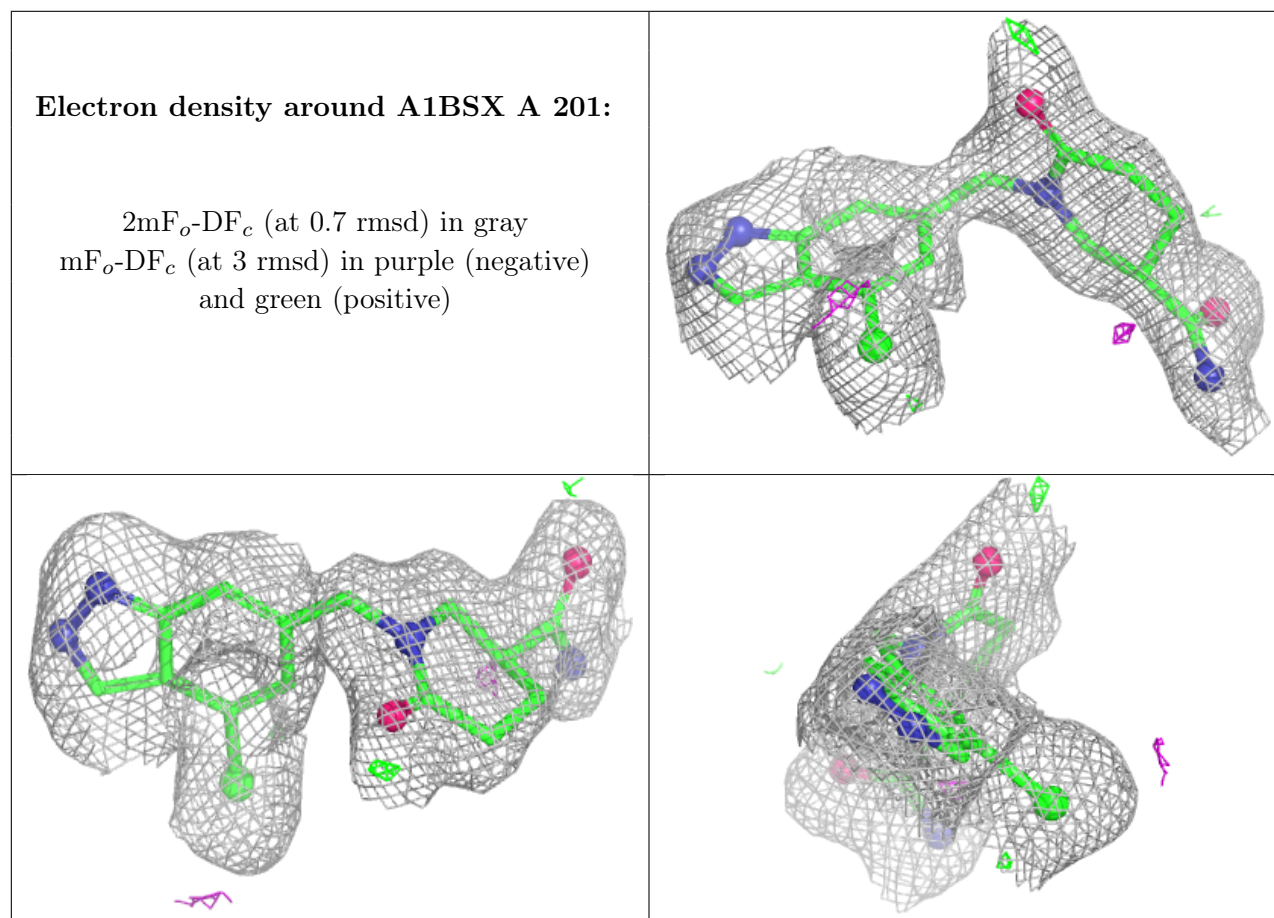 Electron density around A1BSX A 201:
2mFo-DFc (at 0.7 rmsd) in gray
mFo-DFc (at 3 rmsd) in purple (negative)
and green (positive)